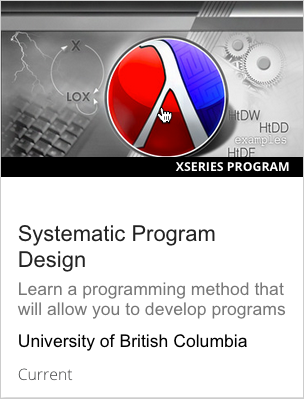 X
LOX
HtDW
HtDD
examples
HtDF
XSERIES PROGRAM
Systematic Program
Design
Learn a programming method that
will allow you to develop programs
University of British Columbia
Current